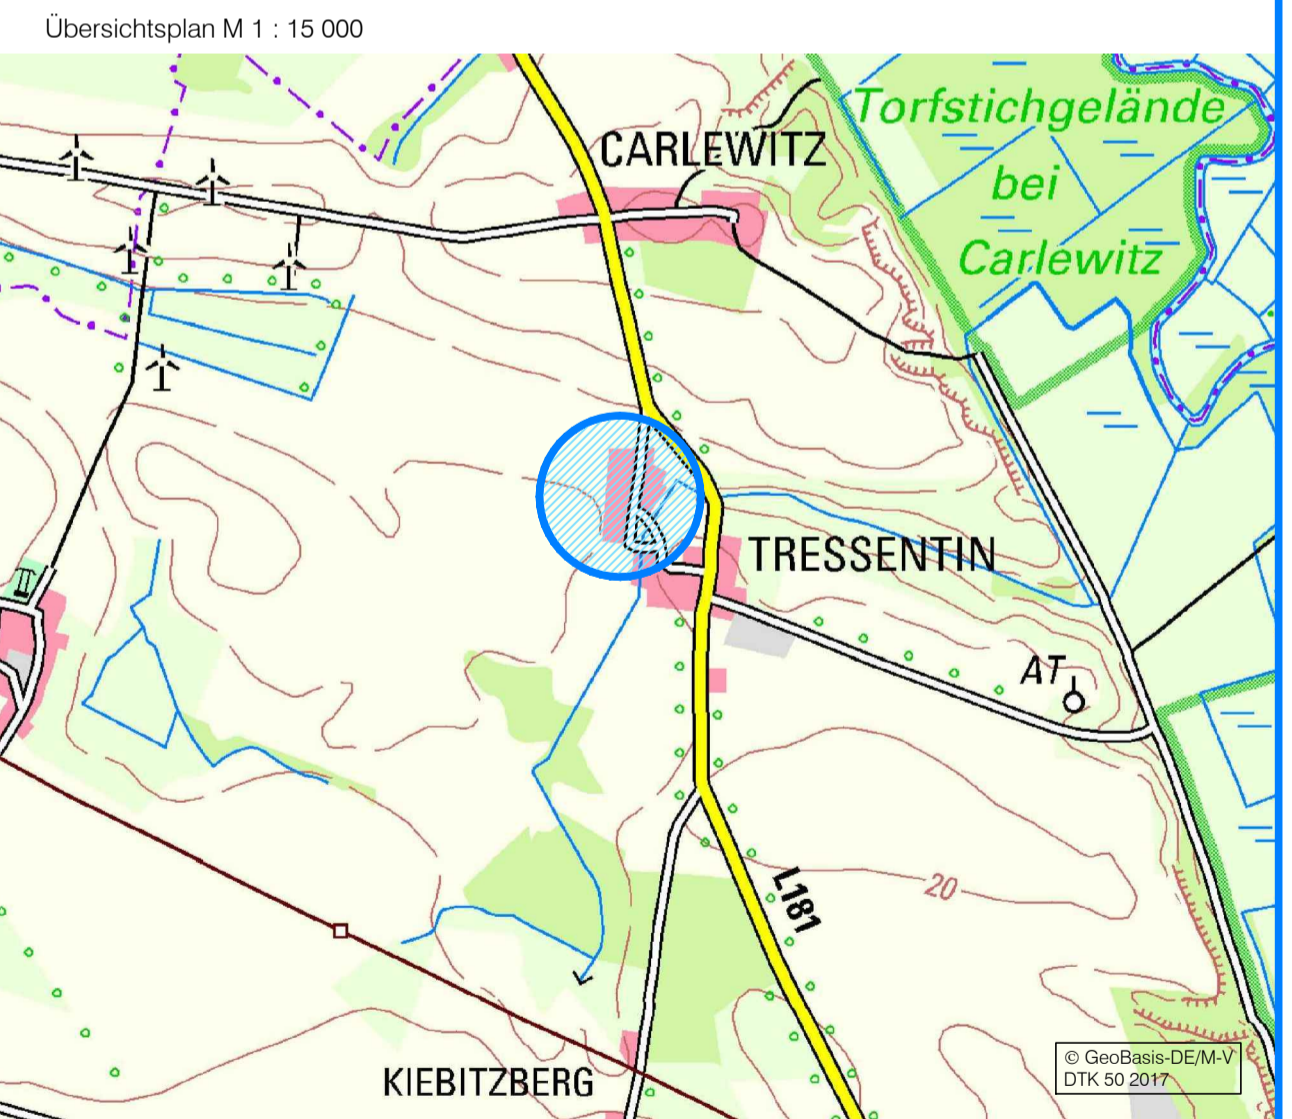 Übersichtsplan M 1 : 15 000
CARLEWITZ
Torfstichgelände
bei
Carlewitz
TRESSENTIN
AT
L181
20
KIEBITZBERG
© GeoBasis-DE/M-V
DTK 50 2017